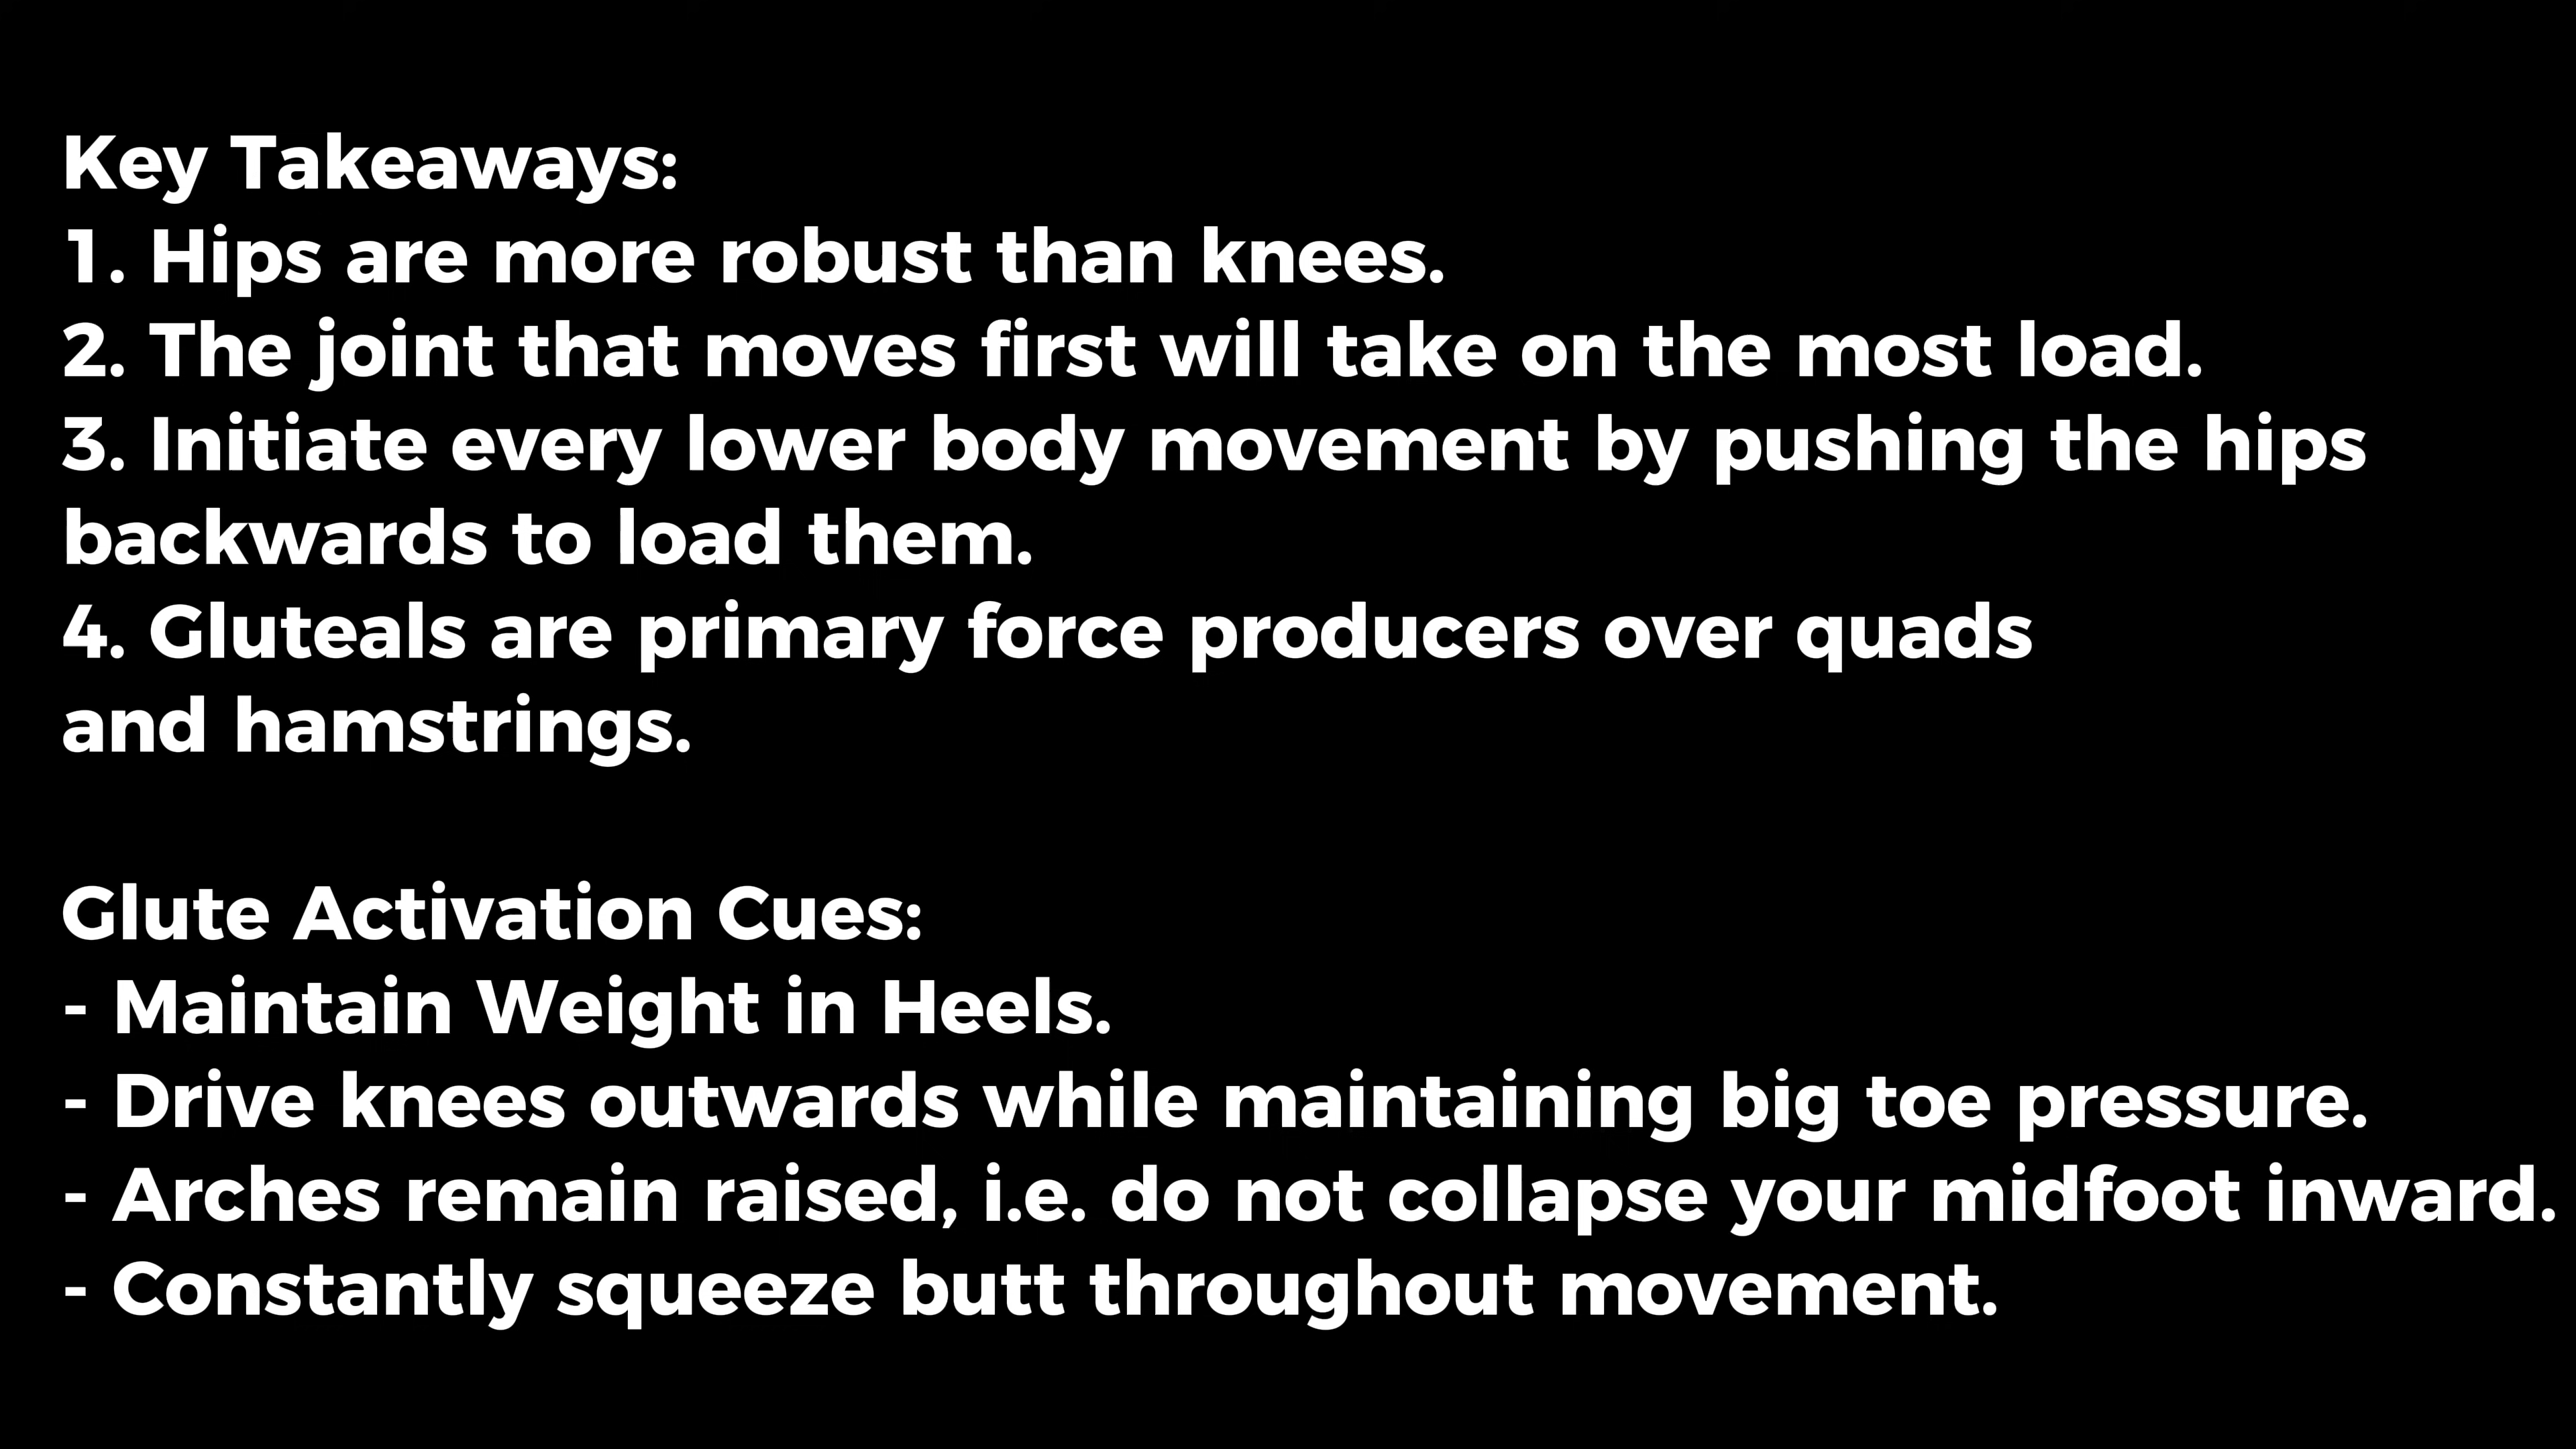 Key Takeaways:
1. Hips are more robust than knees.
2. The joint that moves first will take on the most load.
3. Initiate every lower body movement by pushing the hips
backwards to load them.
4. Gluteals are primary force producers over quads
and hamstrings.
Glute Activation Cues:
- Maintain Weight in Heels.
- Drive knees outwards while maintaining big toe pressure.
- Arches remain raised, i.e. do not collapse your midfoot inward.
- Constantly squeeze butt throughout movement.